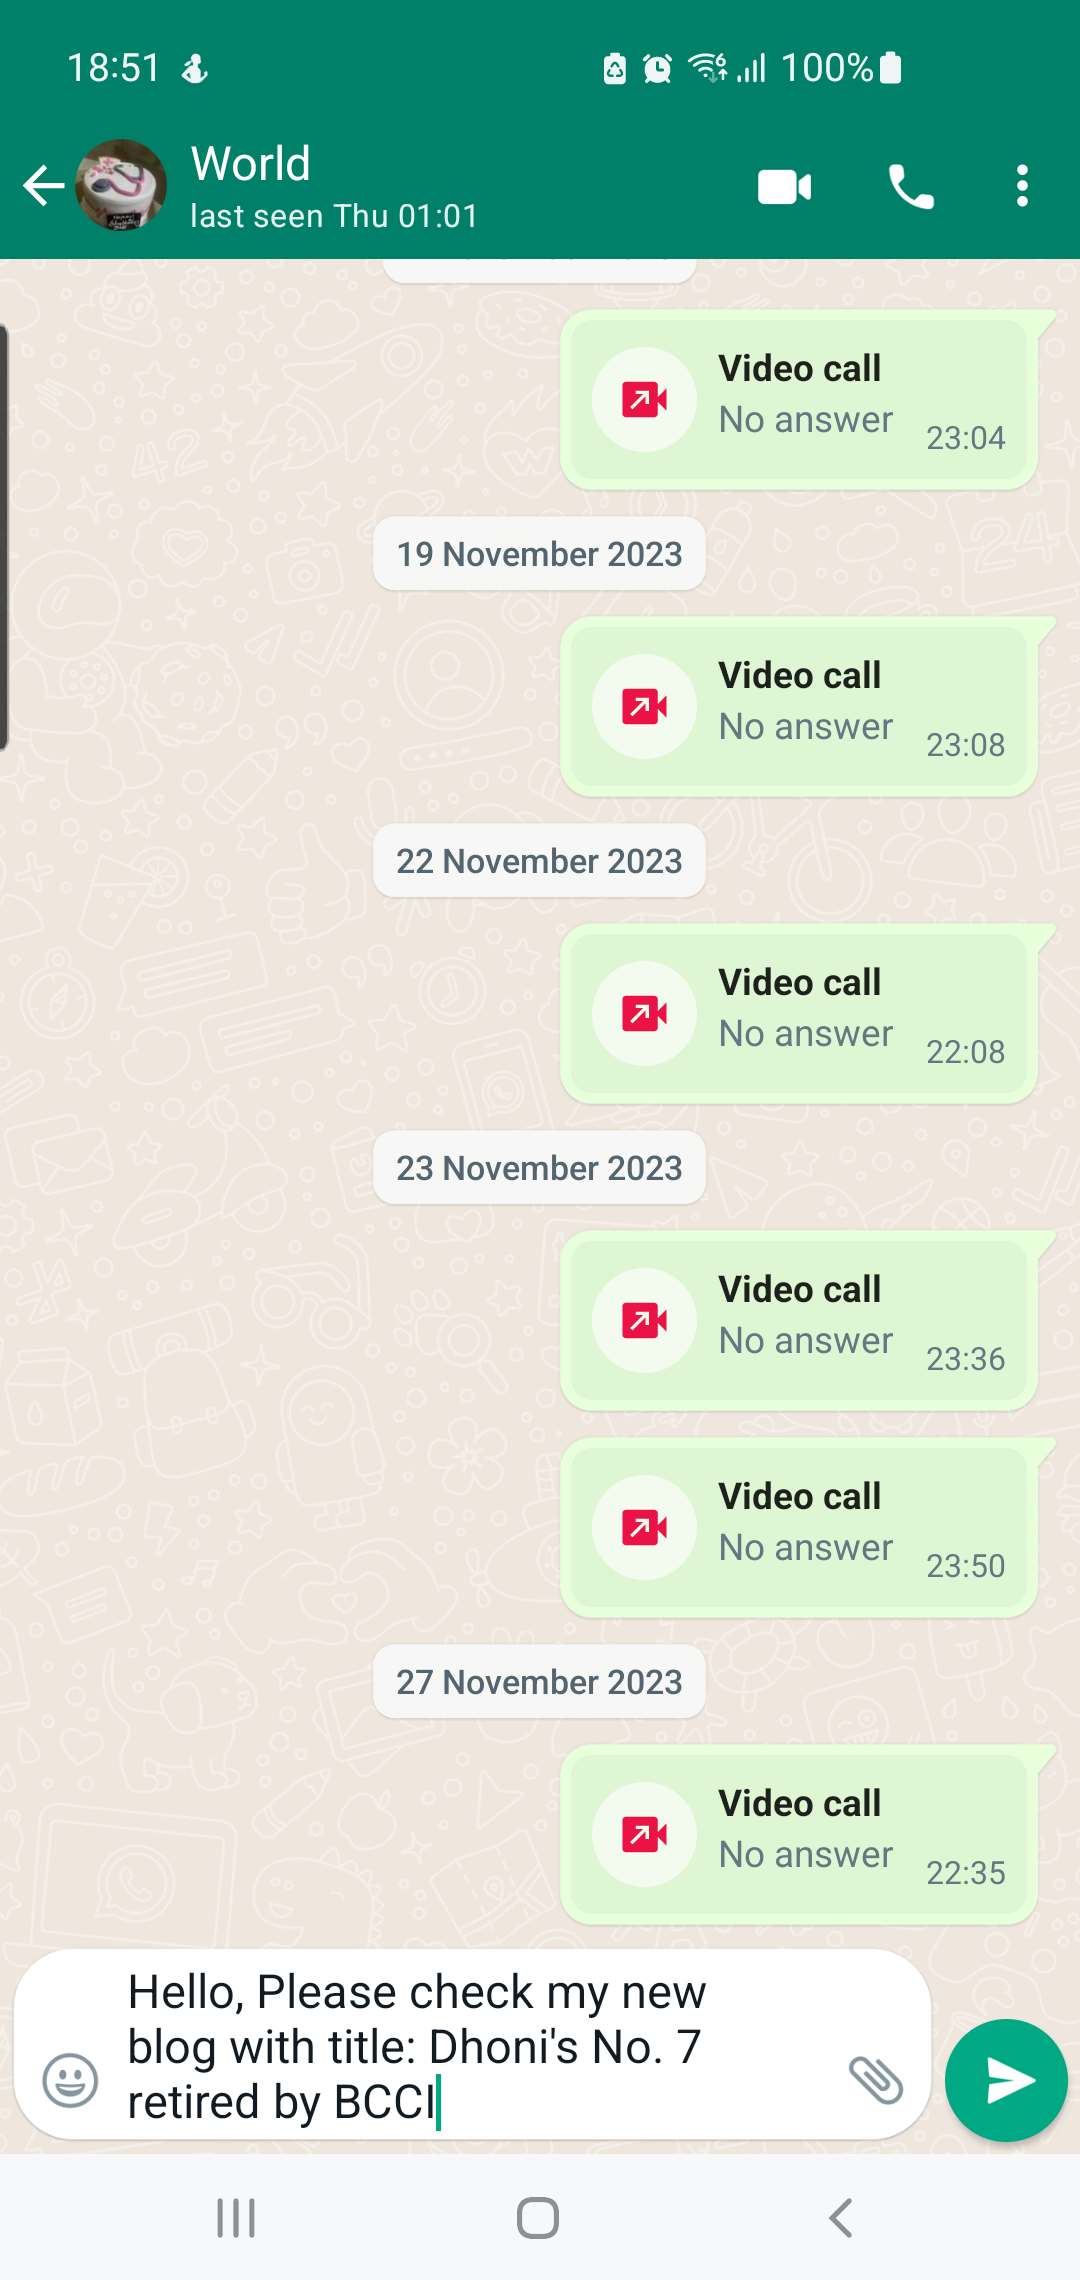 18:51
100%
World
last seen Thu 01:01
Video call
No answer
23:04
19 November 2023
Video call
No answer
23:08
22 November 2023
Video call
No answer
22:08
23 November 2023
Video call
No answer
23:36
Video call
No answer
23:50
27 November 2023
Video call
No answer
22:35
Hello, Please check my new
blog with title: Dhoni's No. 7
retired by BCCI